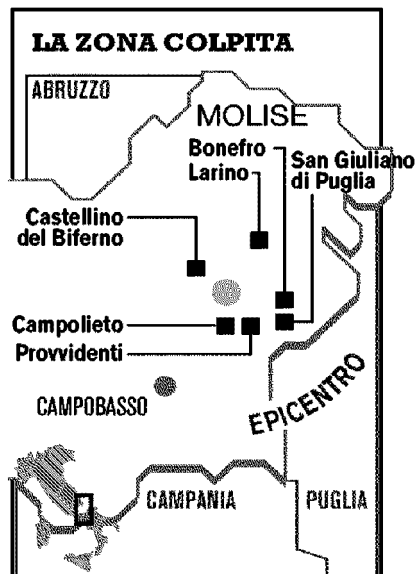 LA ZONA COLPITA
ABRUZZO
MOLISE
Bonefro
Larino
San Giuliano
di Puglia
Castellino
del Biferno
Campolieto
Provvidenti
CAMPOBASSO
EPICENTRO
CAMPANIA
PUGLIA